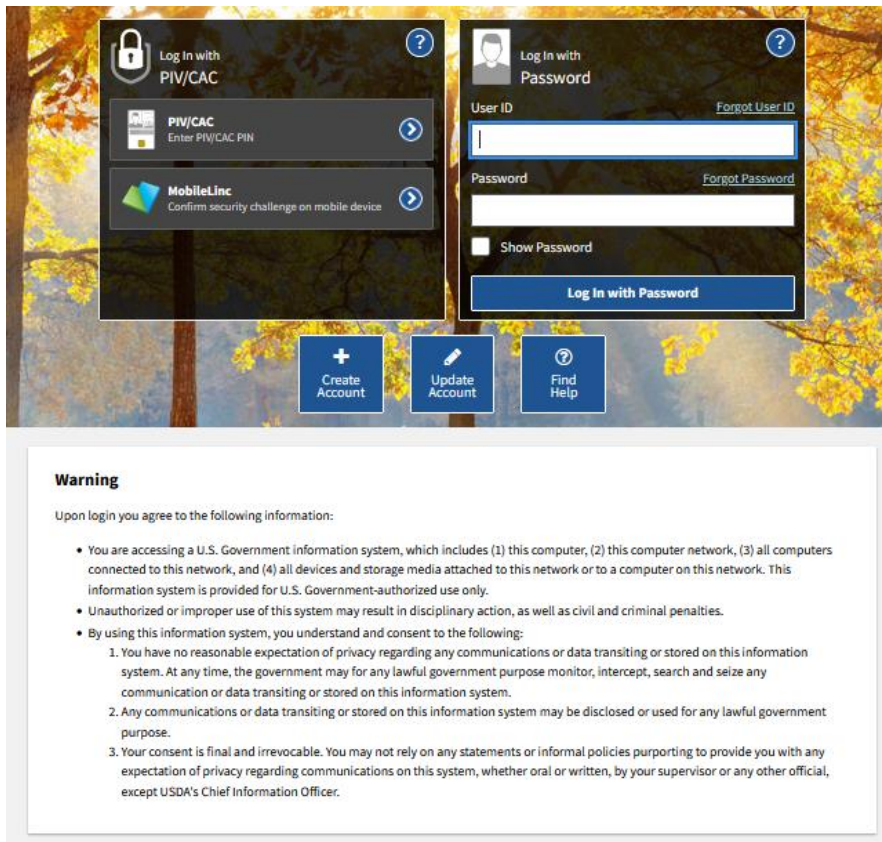 Log In with
PIV/CAC
?
PIV/CAC
Enter PIV/CAC PIN
MobileLinc
Confirm security challenge on mobile device
Log In with
Password
?
User ID
Forgot User ID
Password
Forgot Password
Show Password
Log In with Password
Create
Account
Update
Account
?
Find
Help
Warning
Upon login you agree to the following information:
• You are accessing a U.S. Government information system, which includes (1) this computer, (2) this computer network, (3) all computers
connected to this network, and (4) all devices and storage media attached to this network or to a computer on this network. This
information system is provided for U.S. Government-authorized use only.
• Unauthorized or improper use of this system may result in disciplinary action, as well as civil and criminal penalties.
• By using this information system, you understand and consent to the following:
1. You have no reasonable expectation of privacy regarding any communications or data transiting or stored on this information
system. At any time, the government may for any lawful government purpose monitor, intercept, search and seize any
communication or data transiting or stored on this information system.
2. Any communications or data transiting or stored on this information system may be disclosed or used for any lawful government
purpose.
3. Your consent is final and irrevocable. You may not rely on any statements or informal policies purporting to provide you with any
expectation of privacy regarding communications on this system, whether oral or written, by your supervisor or any other official,
except USDA's Chief Information Officer.